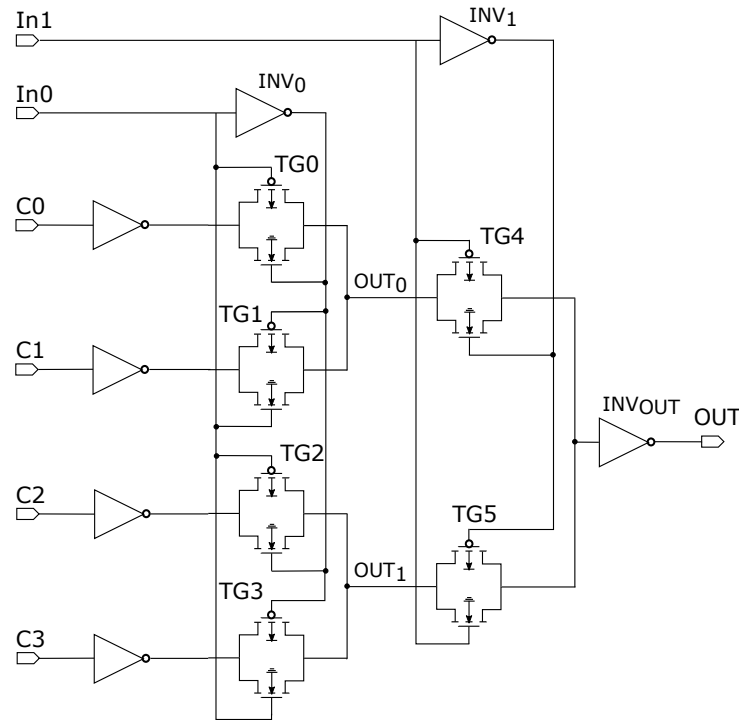 In1
INV1
In0
INV0
TG0
C0
TG4
OUT0
TG1
C1
INVOUT
OUT
TG2
C2
TG5
OUT1
TG3
C3